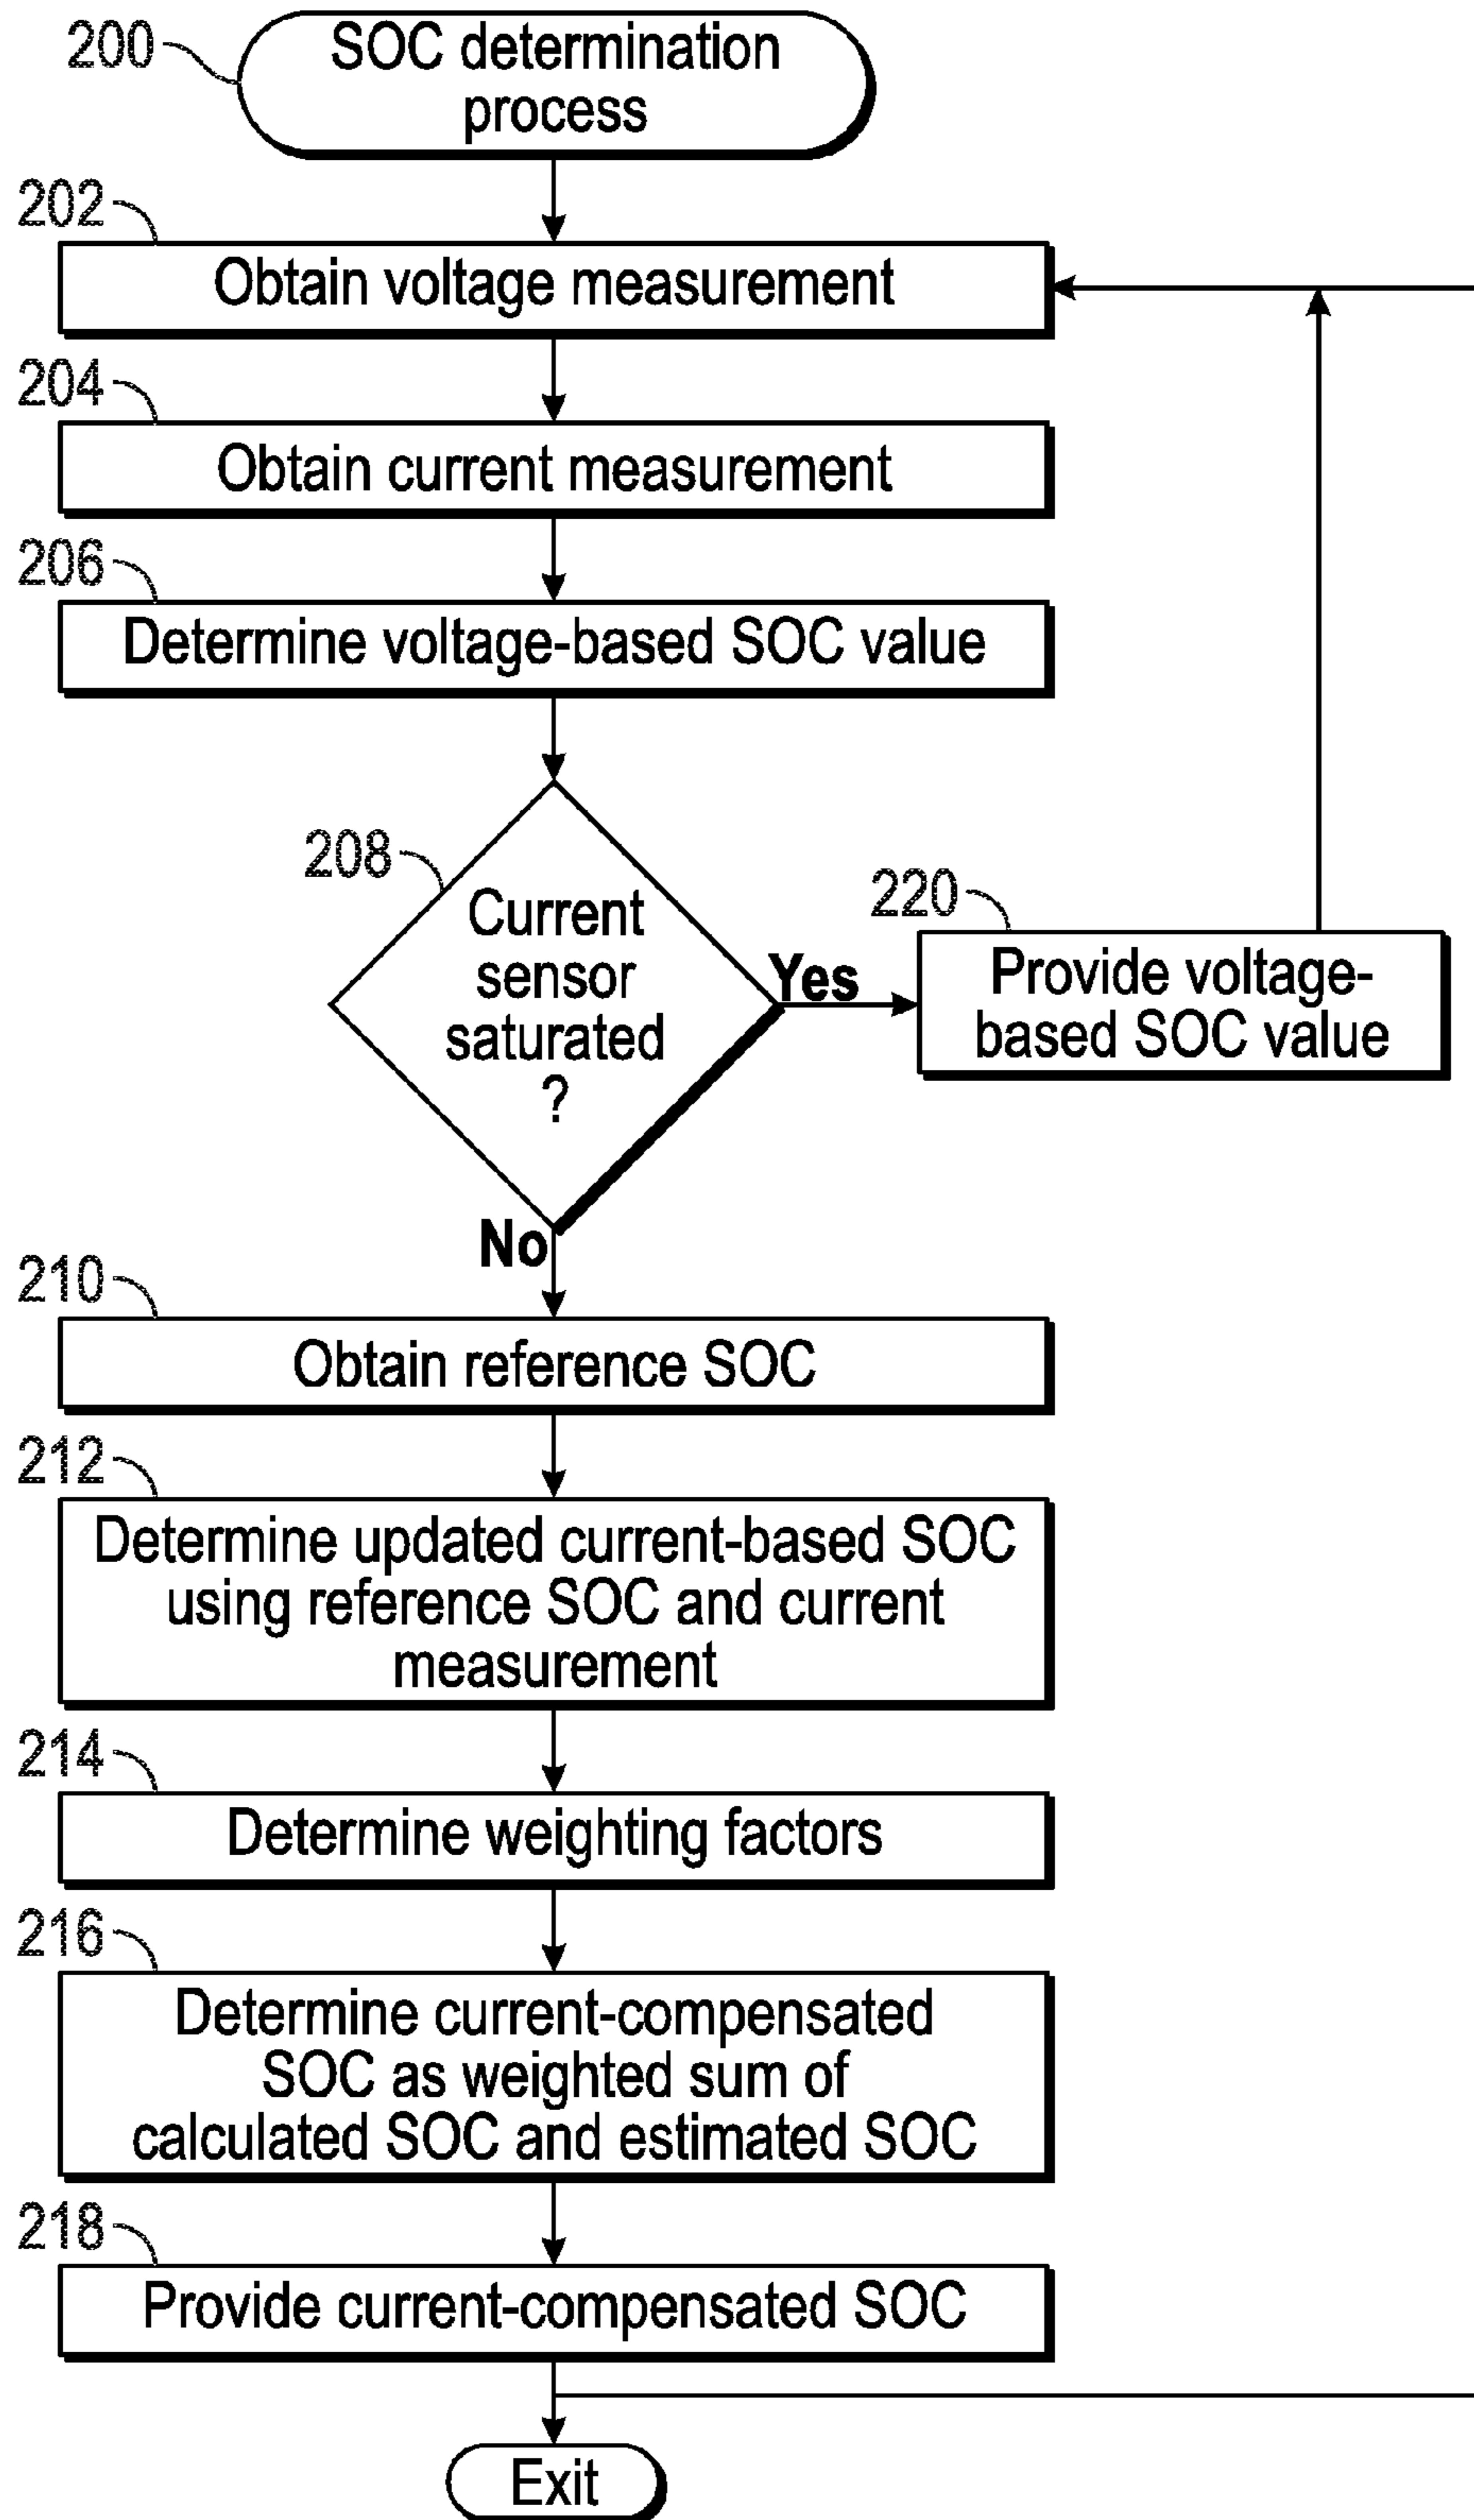 200
SOC determination
process
202
Obtain voltage measurement
204
Obtain current measurement
206
Determine voltage-based SOC value
208
Current
sensor
saturated
?
Yes
220
Provide voltage-
based SOC value
No
210
Obtain reference SOC
212
Determine updated current-based SOC
using reference SOC and current
measurement
214
Determine weighting factors
216
Determine current-compensated
SOC as weighted sum of
calculated SOC and estimated SOC
218
Provide current-compensated SOC
Exit